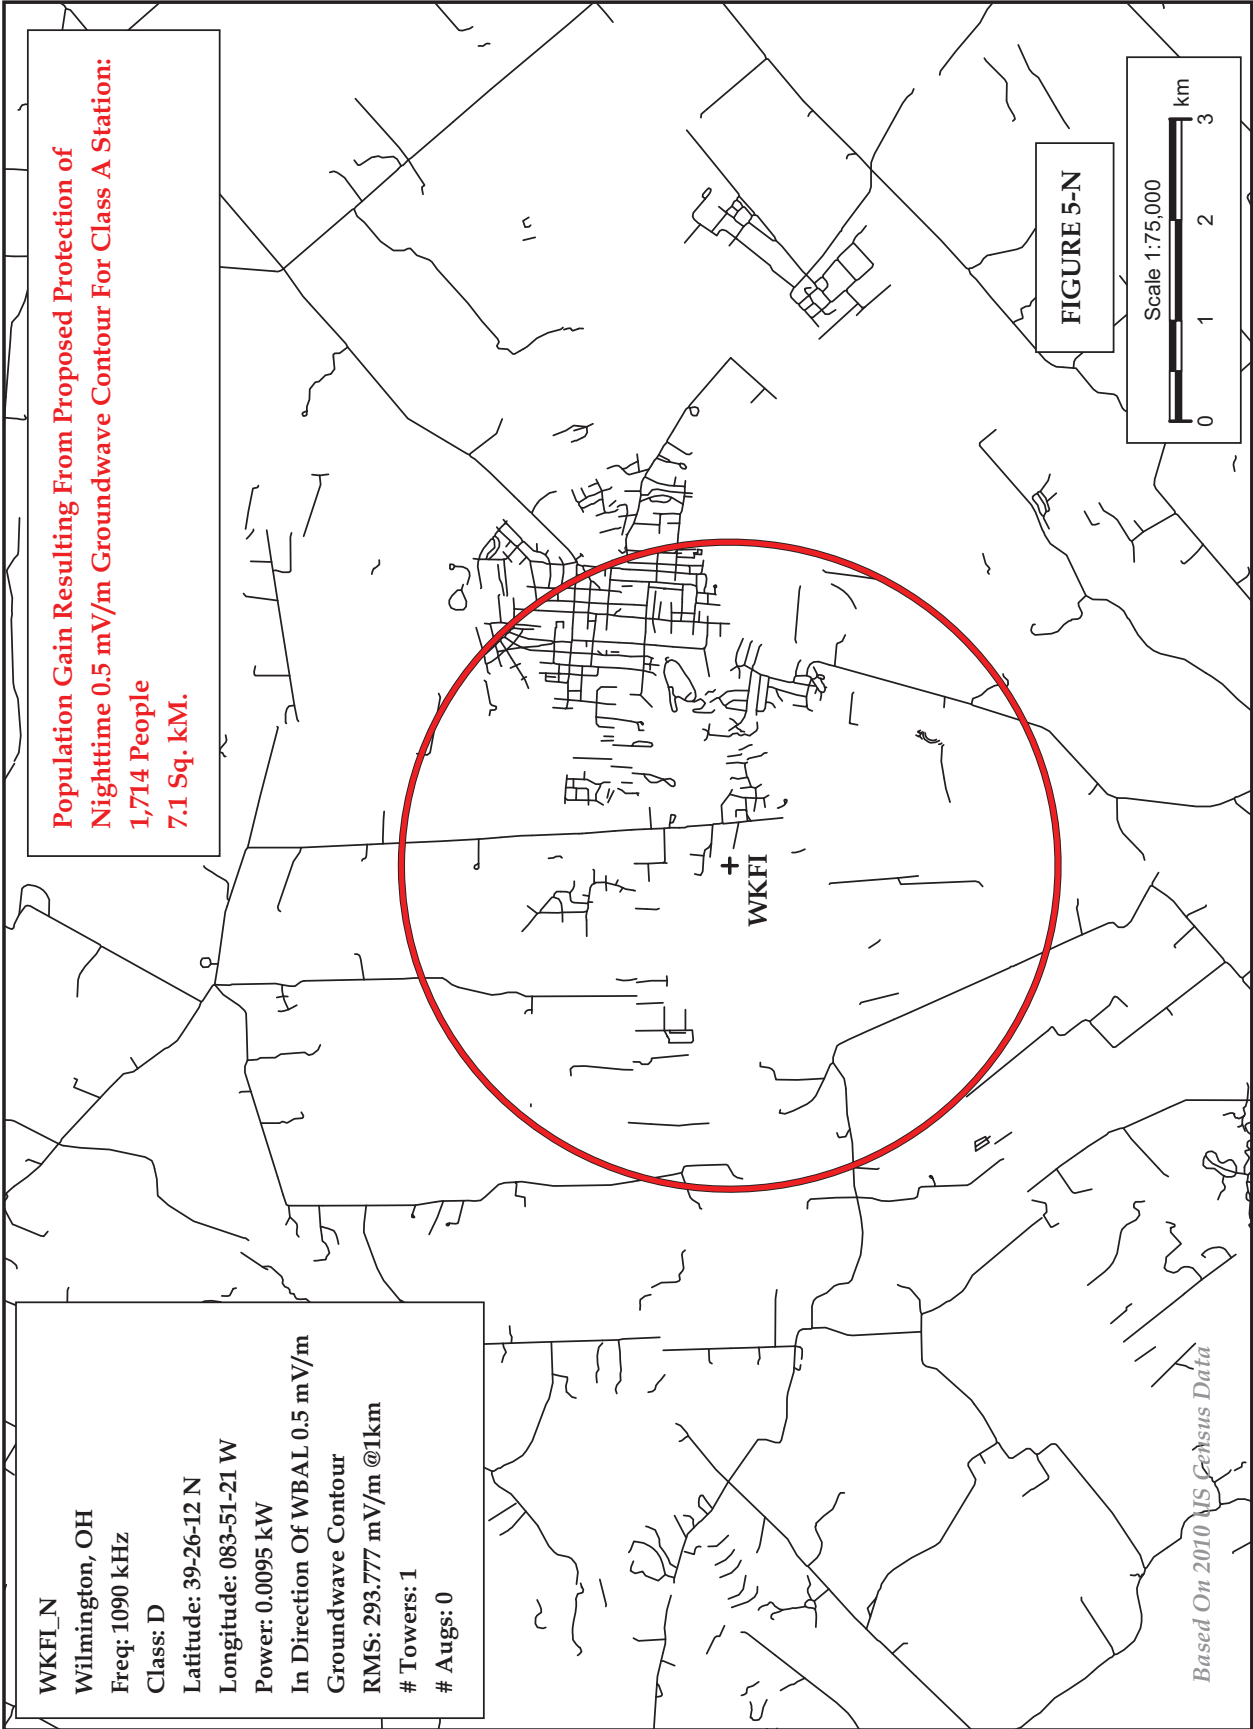 Population Gain Resulting From Proposed Protection of
Nighttime 0.5 mV/m Groundwave Contour For Class A Station:
1,714 People
7.1 Sq. kM.
WKFI_N
Wilmington, OH
Freq: 1090 kHz
Class: D
Latitude: 39-26-12 N
Longitude: 083-51-21 W
Power: 0.0095 kW
In Direction Of WBAL 0.5 mV/m
Groundwave Contour
RMS: 293.777 mV/m @1km
# Towers: 1
# Augs: 0
WKFI
FIGURE 5-N
Scale 1:75,000
0 1 2 3 km
Based On 2010 US Census Data